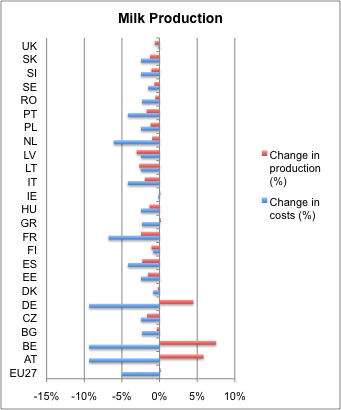 Milk Production
UK
SK
SI
SE
RO
PT
PL
NL
LV
LT
IT
IE
HU
GR
FR
FI
ES
EE
DK
DE
CZ
BG
BE
AT
EU27
Change in
production
(%)
Change in
costs (%)
-15% -10% -5% 0% 5% 10%